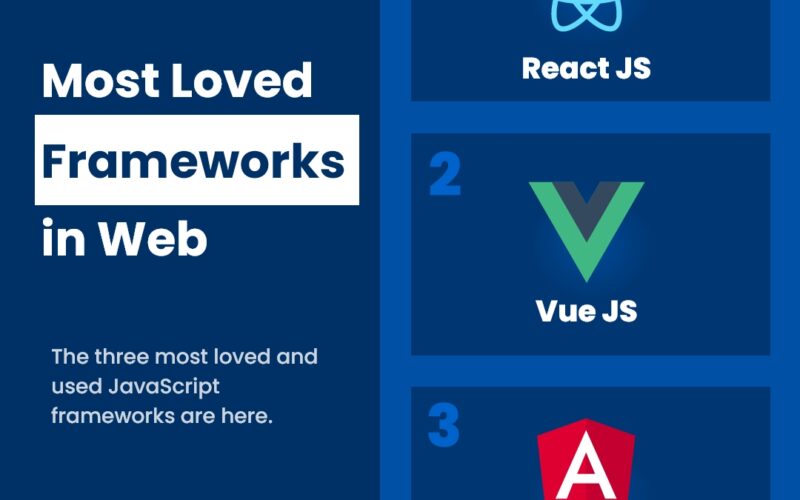 Most Loved
Frameworks
in Web
The three most loved and
used JavaScript
frameworks are here.
React JS
2
Vue JS
3
A